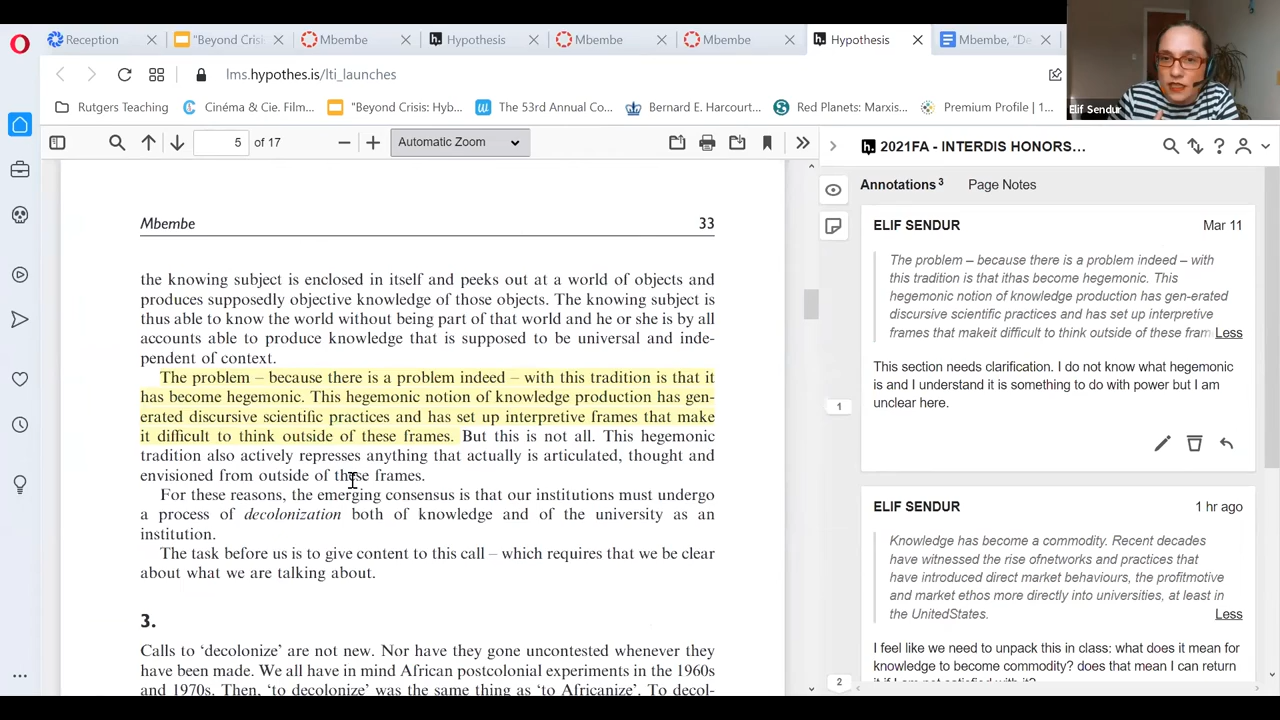 Reception
"Beyond Cris
Mbembe
Hypothesis
Mbembe
Mbembe
Hypothesis
Mbembe, "De
lms.hypothes.is/lti_launches
Rutgers Teaching
Cinéma & Cie. Film...
"Beyond Crisis: Hyb...
The 53rd Annual Co...
Bernard E. Harcourt...
Red Planets: Marxis...
Premium Profile | 1...
Elif Sendur
5 of 17
Automatic Zoom
Mbembe 33
the knowing subject is enclosed in itself and peeks out at a world of objects and
produces supposedly objective knowledge of those objects. The knowing subject is
thus able to know the world without being part of that world and he or she is by all
accounts able to produce knowledge that is supposed to be universal and inde-
pendent of context.
The problem – because there is a problem indeed – with this tradition is that it
has become hegemonic. This hegemonic notion of knowledge production has gen-
erated discursive scientific practices and has set up interpretive frames that make
it difficult to think outside of these frames. But this is not all. This hegemonic
tradition also actively represses anything that actually is articulated, thought and
envisioned from outside of these frames.
For these reasons, the emerging consensus is that our institutions must undergo
a process of decolonization both of knowledge and of the university as an
institution.
The task before us is to give content to this call – which requires that we be clear
about what we are talking about.
3.
Calls to 'decolonize' are not new. Nor have they gone uncontested whenever they
have been made. We all have in mind African postcolonial experiments in the 1960s
and 1970s. Then, 'to decolonize' was the same thing as 'to Africanize'. To decol-
h. 2021FA - INTERDIS HONORS...
Annotations 3
Page Notes
ELIF SENDUR Mar 11
The problem – because there is a problem indeed – with
this tradition is that ithas become hegemonic. This
hegemonic notion of knowledge production has gen-erated
discursive scientific practices and has set up interpretive
frames that makeit difficult to think outside of these fram Less
This section needs clarification. I do not know what hegemonic
is and I understand it is something to do with power but I am
unclear here.
1
ELIF SENDUR 1 hr ago
Knowledge has become a commodity. Recent decades
have witnessed the rise ofnetworks and practices that
have introduced direct market behaviours, the profitmotive
and market ethos more directly into universities, at least in
the UnitedStates. Less
I feel like we need to unpack this in class: what does it mean for
knowledge to become commodity? does that mean I can return
it if I am not satisfied with it?
2